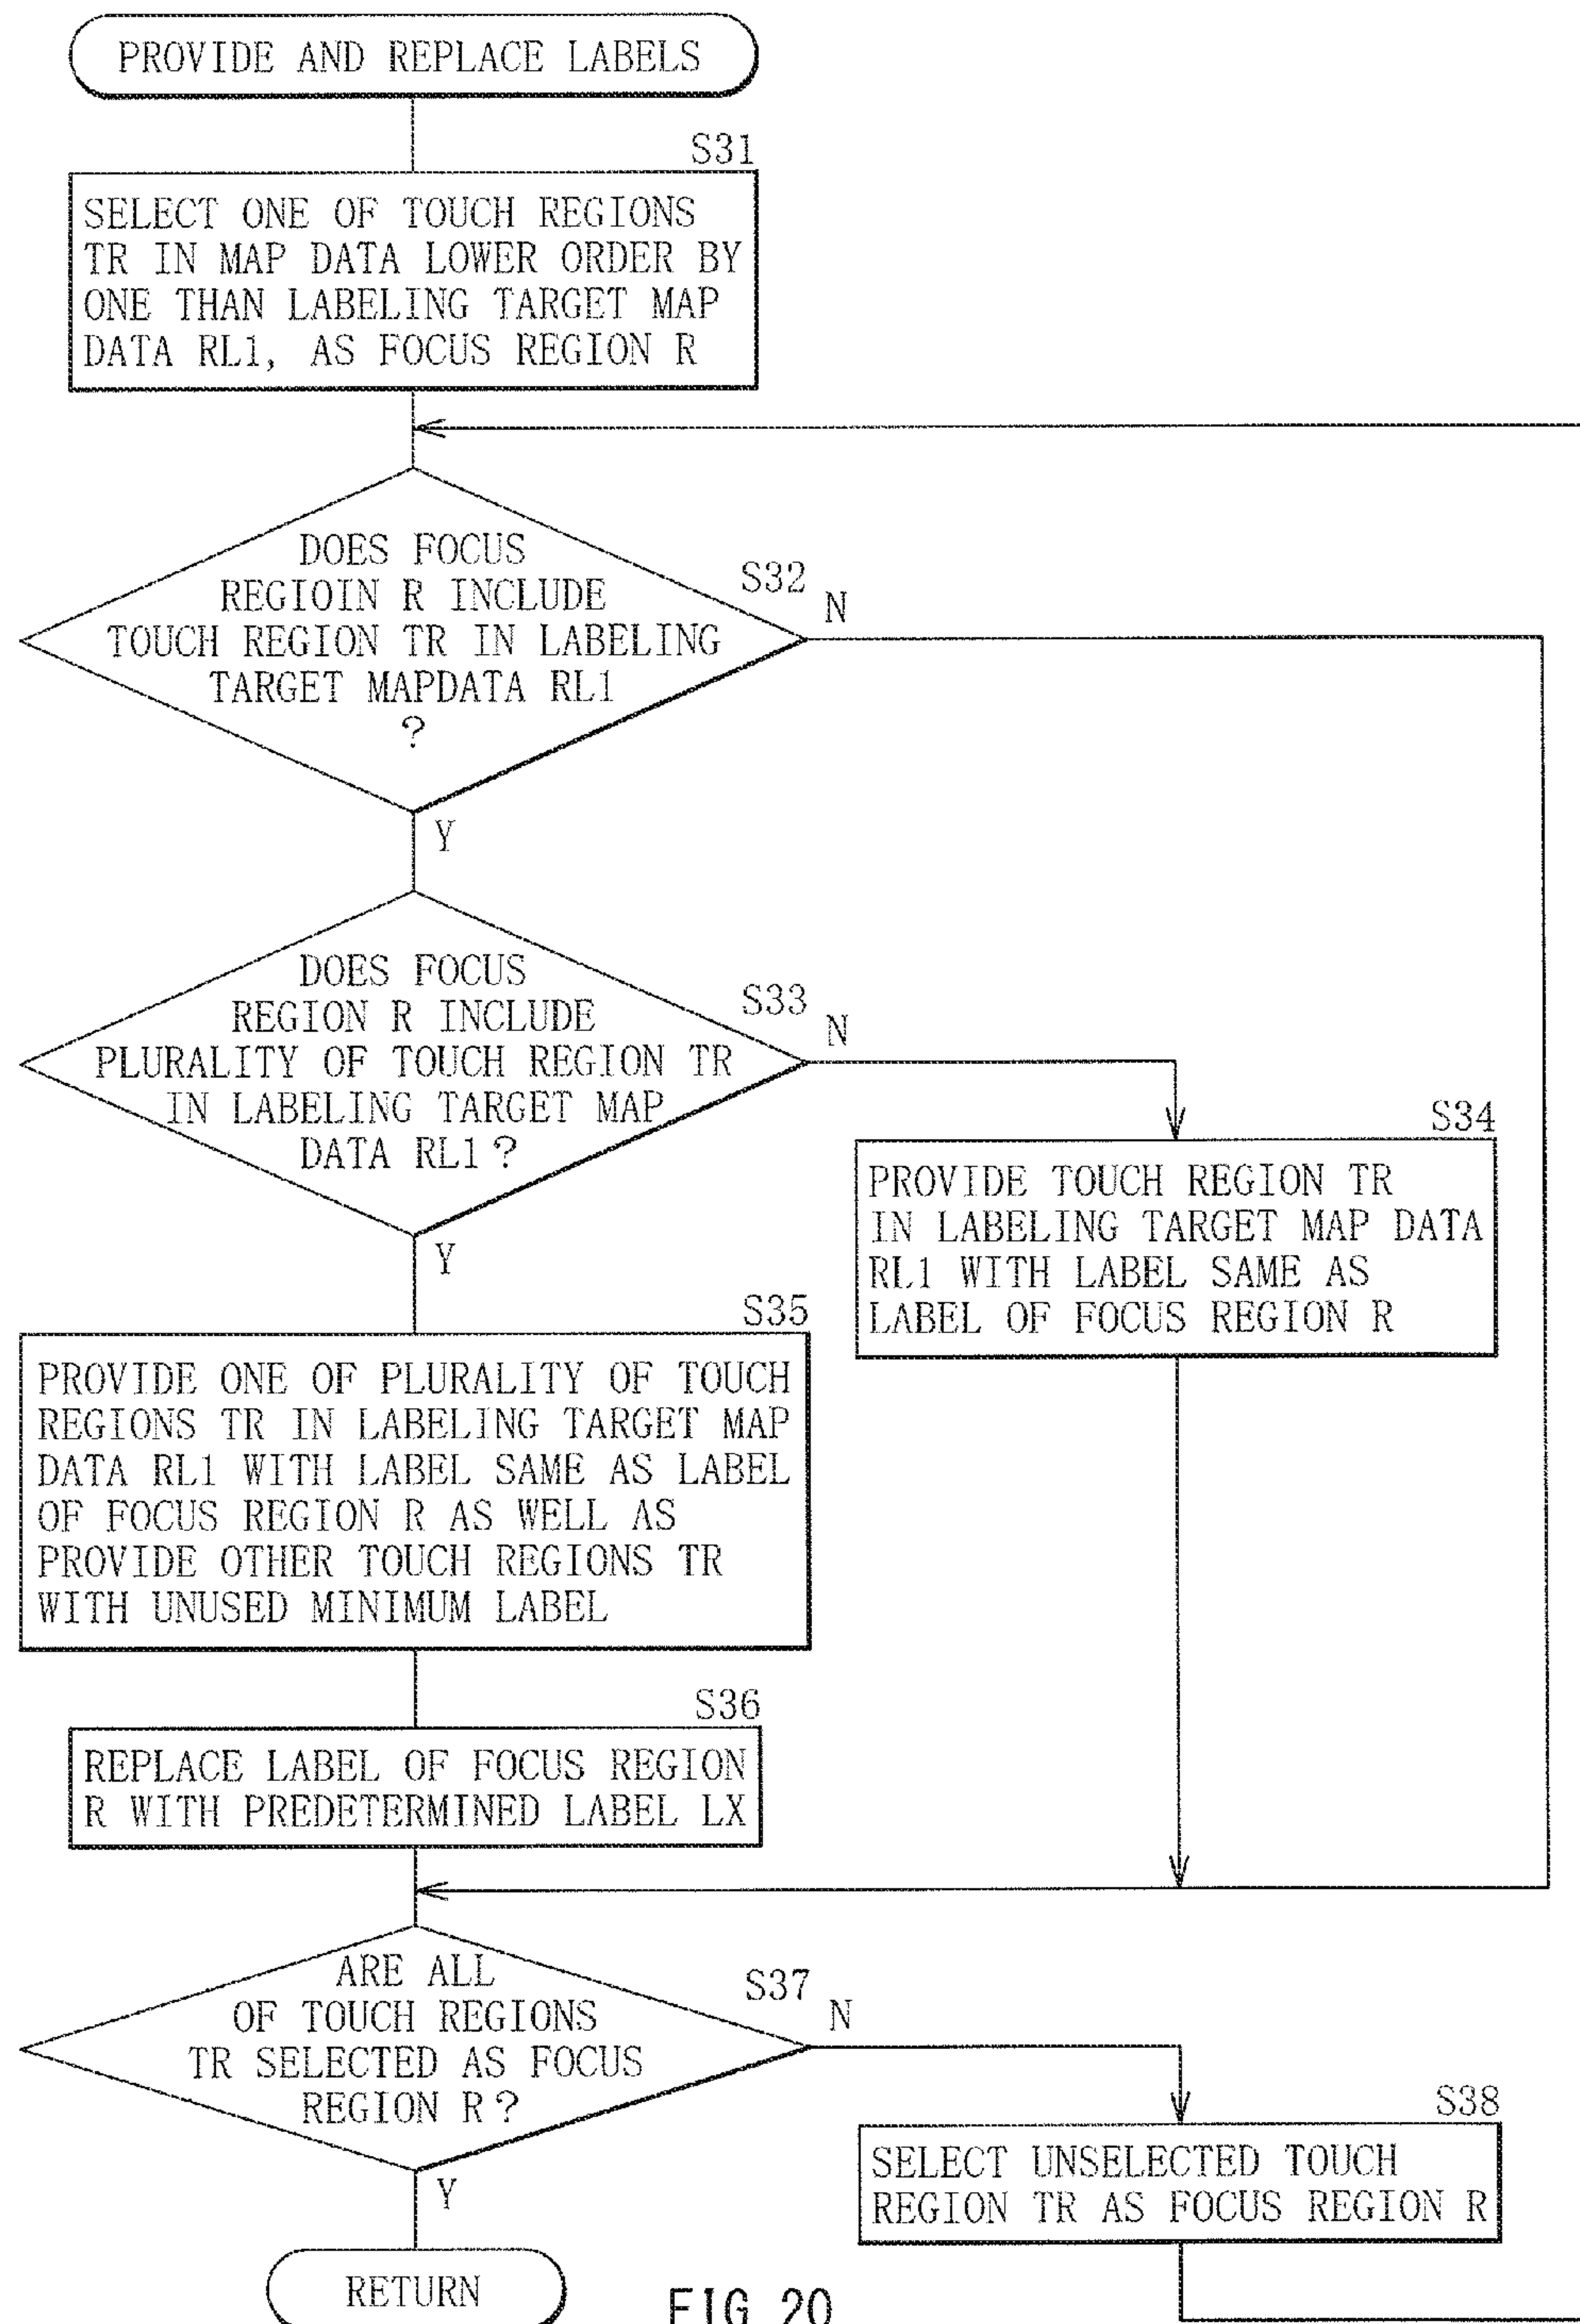 PROVIDE AND REPLACE LABELS
S31
SELECT ONE OF TOUCH REGIONS
TR IN MAP DATA LOWER ORDER BY
ONE THAN LABELING TARGET MAP
DATA RL1, AS FOCUS REGION R
DOES FOCUS
REGIOIN R INCLUDE
TOUCH REGION TR IN LABELING
TARGET MAPDATA RL1
?
S32
N
Y
DOES FOCUS
REGION R INCLUDE
PLURALITY OF TOUCH REGION TR
IN LABELING TARGET MAP
DATA RL1?
S33
N
Y
S34
PROVIDE TOUCH REGION TR
IN LABELING TARGET MAP DATA
RL1 WITH LABEL SAME AS
LABEL OF FOCUS REGION R
S35
PROVIDE ONE OF PLURALITY OF TOUCH
REGIONS TR IN LABELING TARGET MAP
DATA RL1 WITH LABEL SAME AS LABEL
OF FOCUS REGION R AS WELL AS
PROVIDE OTHER TOUCH REGIONS TR
WITH UNUSED MINIMUM LABEL
S36
REPLACE LABEL OF FOCUS REGION
R WITH PREDETERMINED LABEL LX
ARE ALL
OF TOUCH REGIONS
TR SELECTED AS FOCUS
REGION R?
S37
N
Y
S38
SELECT UNSELECTED TOUCH
REGION TR AS FOCUS REGION R
RETURN
FIG 20